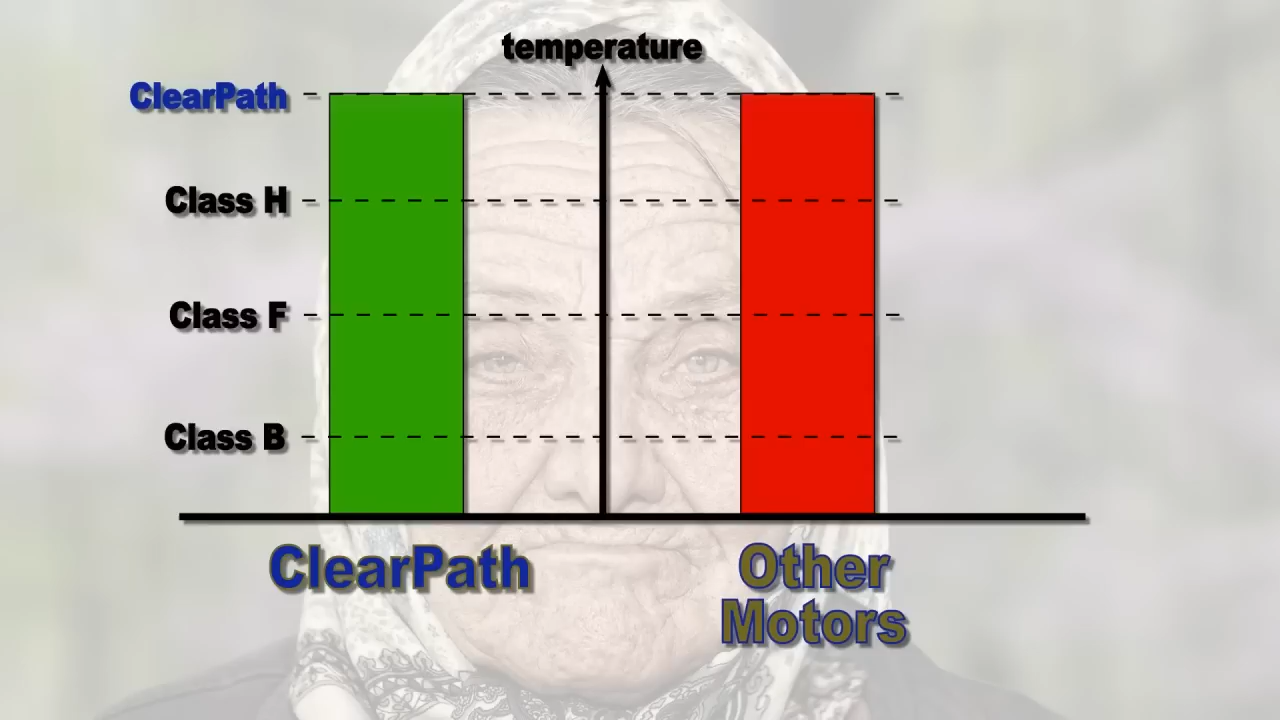 temperature
ClearPath
Class H
Class F
Class B
ClearPath
Other
Motors